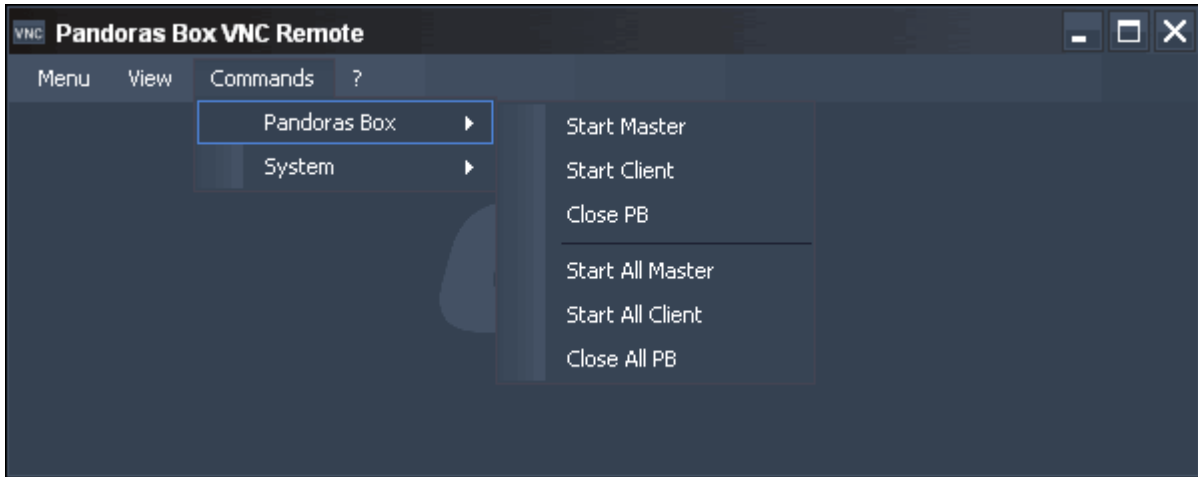 VNC Pandoras Box VNC Remote
Menu View Commands ?
Pandoras Box
System
Start Master
Start Client
Close PB
Start All Master
Start All Client
Close All PB